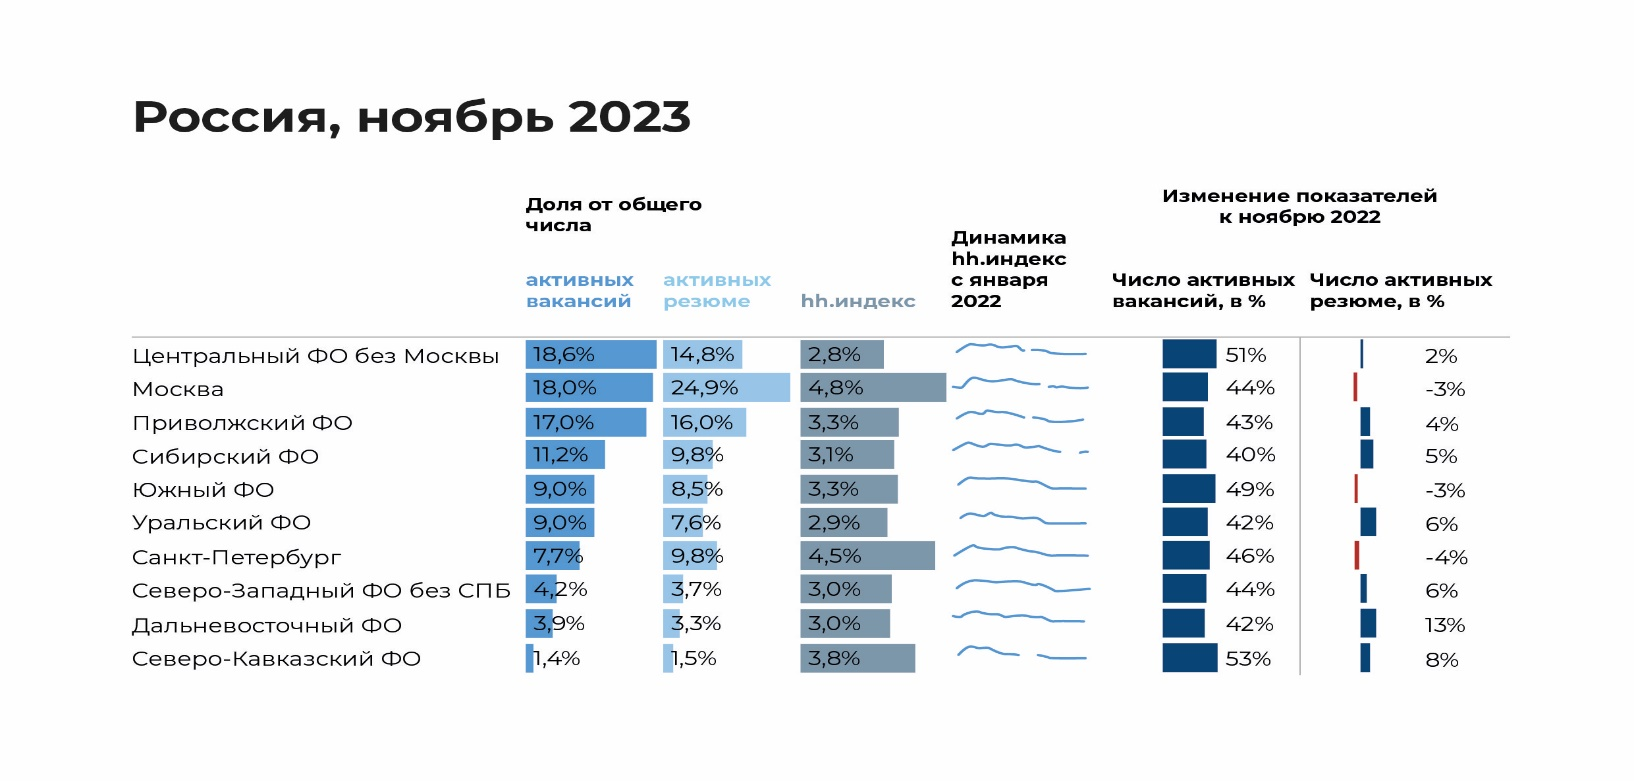 Россия, ноябрь 2023
Доля от общего
числа
активных
вакансий
активных
резюме
hh.индекс
Динамика
hh.индекс
с января
2022
Изменение показателей
к ноябрю 2022
Число активных
вакансий, в %
Число активных
резюме, в %
Центральный ФО без Москвы 18,6% 14,8% 2,8% 51% 2%
Москва 18,0% 24,9% 4,8% 44% -3%
Приволжский ФО 17,0% 16,0% 3,3% 43% 4%
Сибирский ФО 11,2% 9,8% 3,1% 40% 5%
Южный ФО 9,0% 8,5% 3,3% 49% -3%
Уральский ФО 9,0% 7,6% 2,9% 42% 6%
Санкт-Петербург 7,7% 9,8% 4,5% 46% -4%
Северо-Западный ФО без СПБ 4,2% 3,7% 3,0% 44% 6%
Дальневосточный ФО 3,9% 3,3% 3,0% 42% 13%
Северо-Кавказский ФО 1,4% 1,5% 3,8% 53% 8%